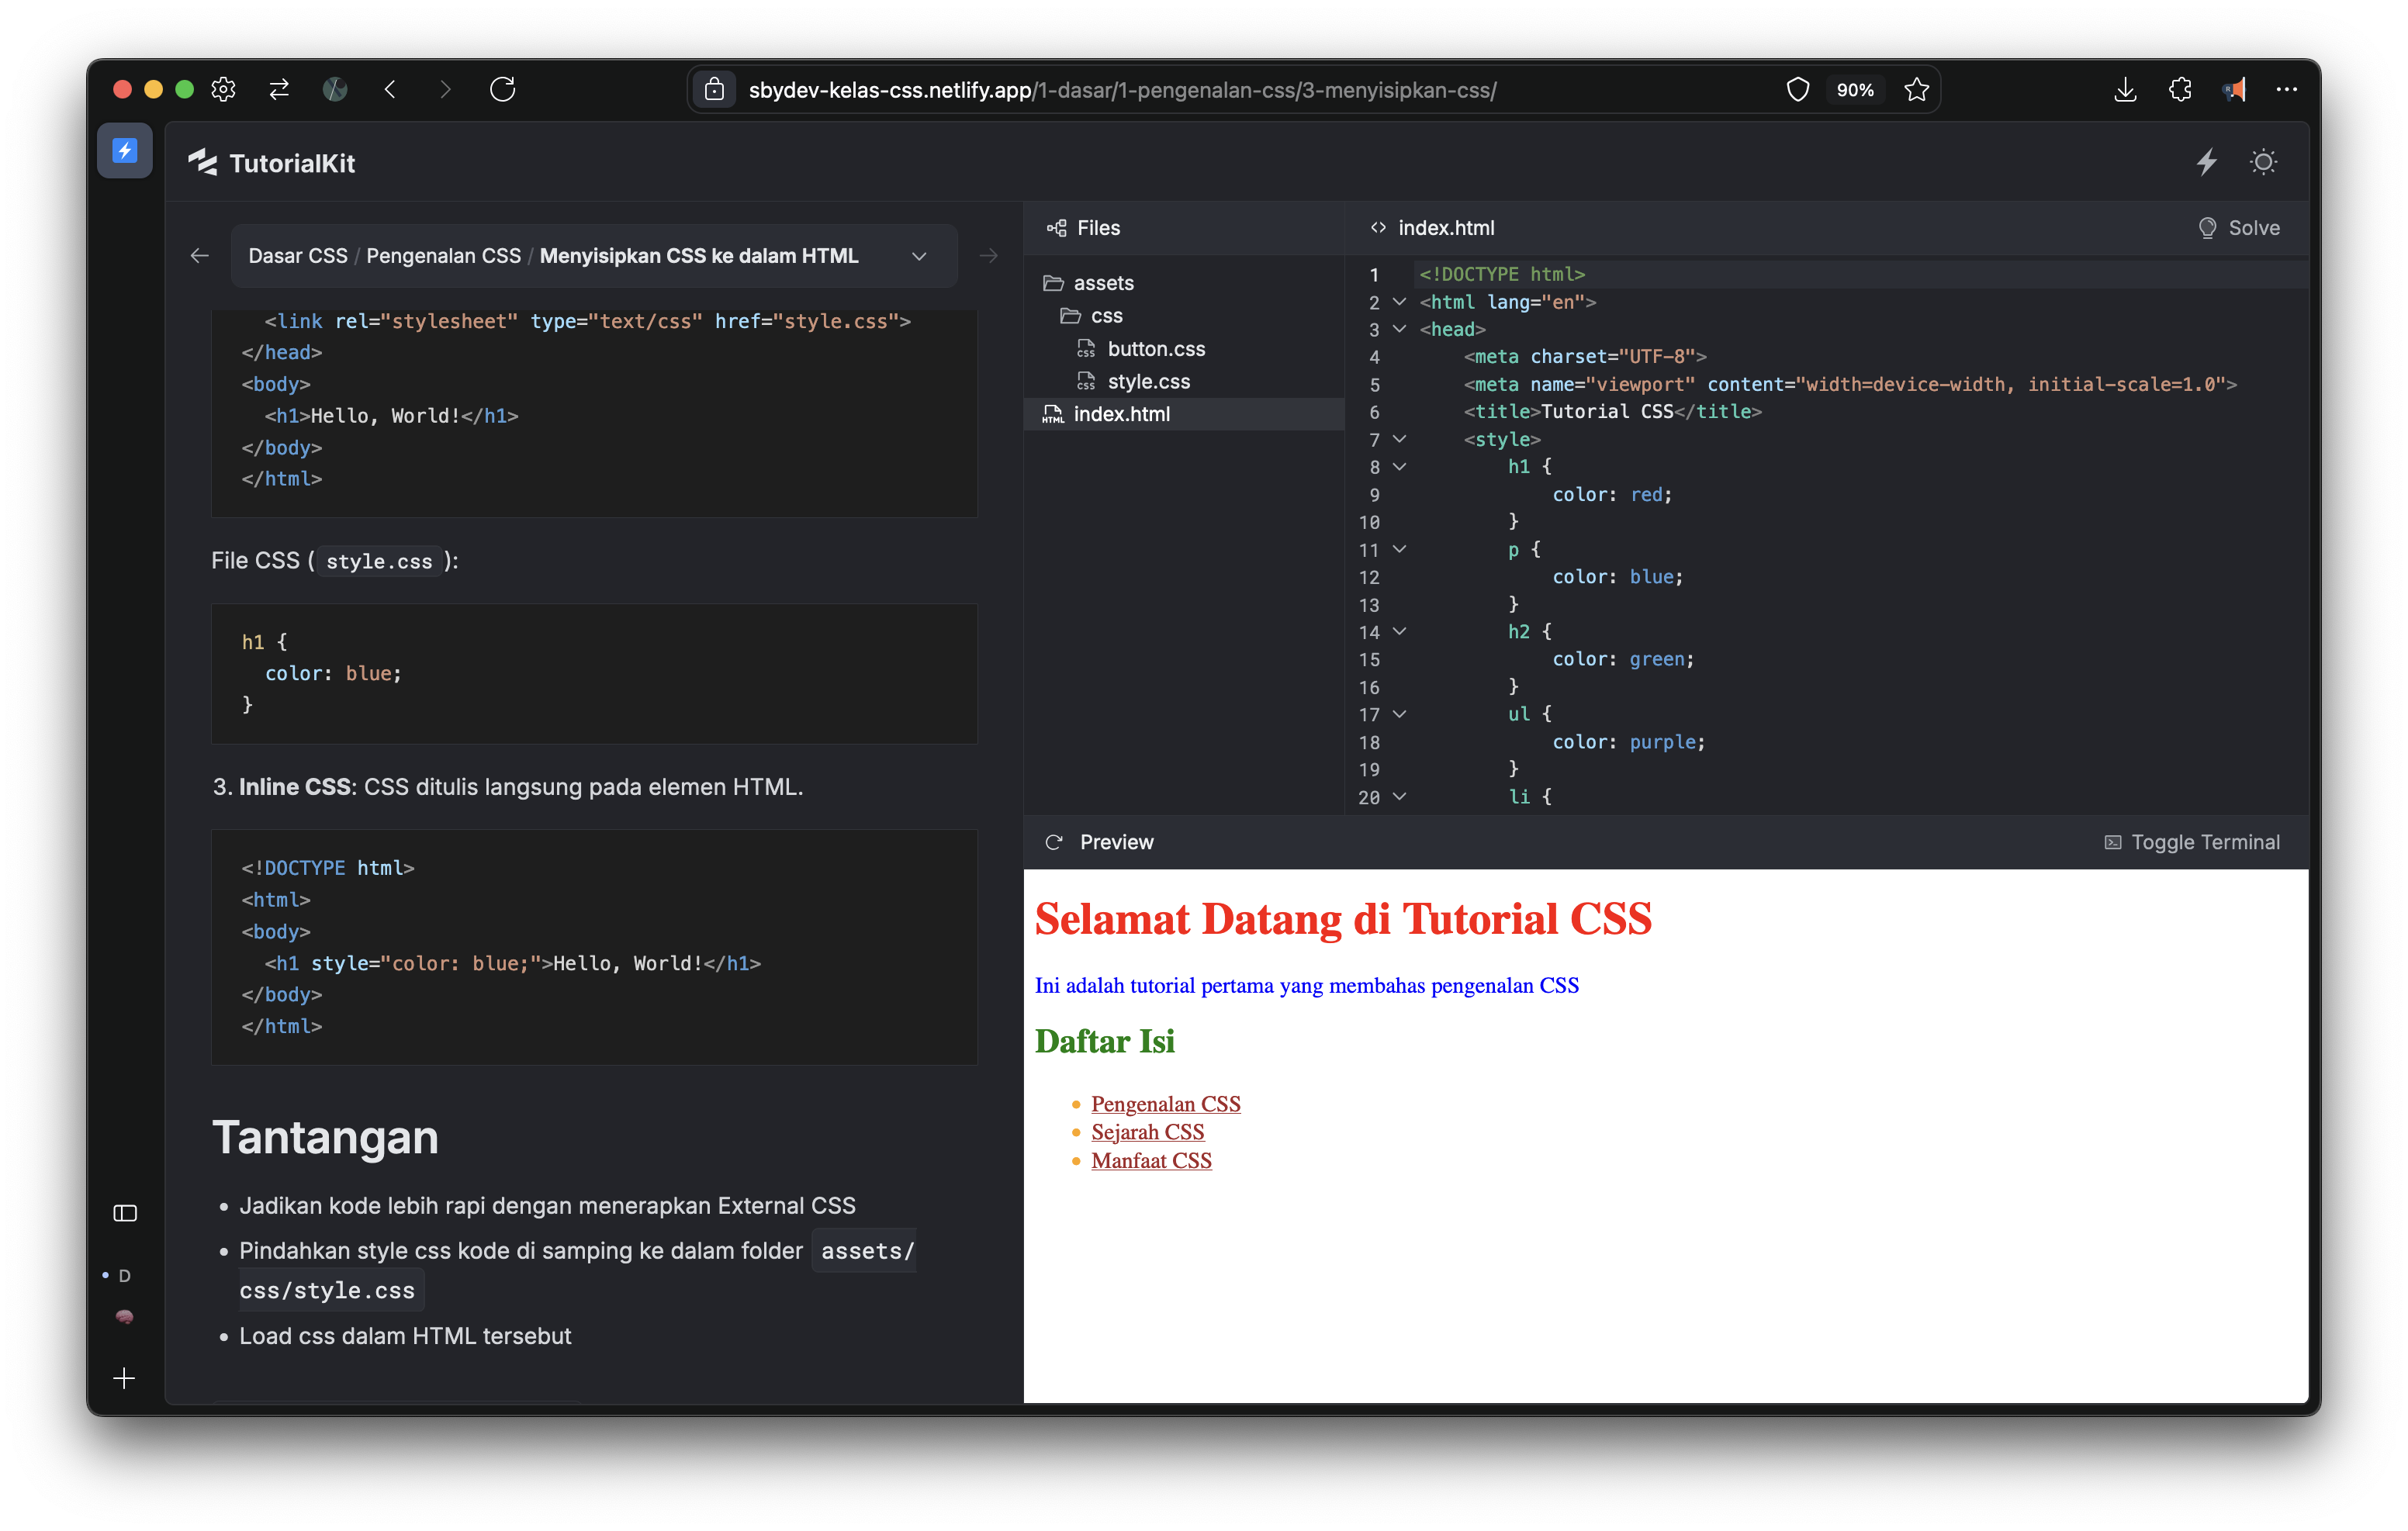 sbydev-kelas-css.netlify.app/1-dasar/1-pengenalan-css/3-menyisipkan-css/
90%
TutorialKit
Dasar CSS / Pengenalan CSS / Menyisipkan CSS ke dalam HTML
<link rel="stylesheet" type="text/css" href="style.css">
</head>
<body>
<h1>Hello, World!</h1>
</body>
</html>
File CSS ( style.css ):
h1 {
color: blue;
}
3. Inline CSS: CSS ditulis langsung pada elemen HTML.
<!DOCTYPE html>
<html>
<body>
<h1 style="color: blue;">Hello, World!</h1>
</body>
</html>
Tantangan
• Jadikan kode lebih rapi dengan menerapkan External CSS
• Pindahkan style css kode di samping ke dalam folder assets/
css/style.css
• Load css dalam HTML tersebut
D
Files
assets
css
css button.css
css style.css
HTML index.html
index.html
Solve
1 <!DOCTYPE html>
2 <html lang="en">
3 <head>
4 <meta charset="UTF-8">
5 <meta name="viewport" content="width=device-width, initial-scale=1.0">
6 <title>Tutorial CSS</title>
7 <style>
8 h1 {
9 color: red;
10 }
11 p {
12 color: blue;
13 }
14 h2 {
15 color: green;
16 }
17 ul {
18 color: purple;
19 }
20 li {
Preview
Toggle Terminal
Selamat Datang di Tutorial CSS
Ini adalah tutorial pertama yang membahas pengenalan CSS
Daftar Isi
• Pengenalan CSS
• Sejarah CSS
• Manfaat CSS